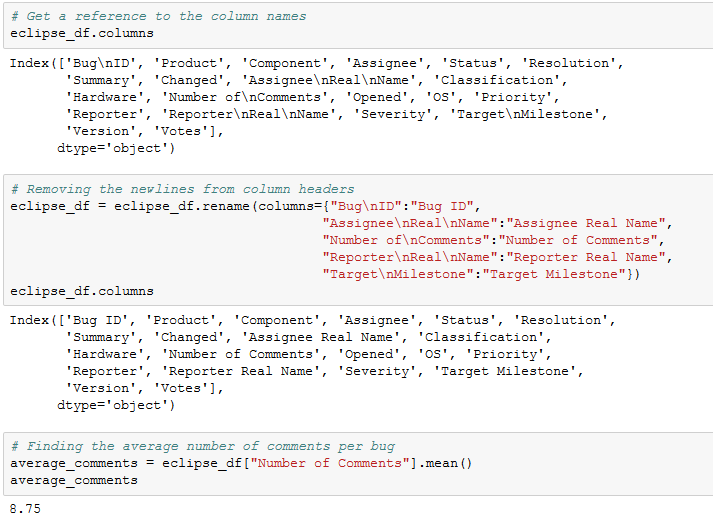 # Get a reference to the column names
eclipse_df.columns
Index(['Bug\nID', 'Product', 'Component', 'Assignee', 'Status', 'Resolution',
'Summary', 'Changed', 'Assignee\nReal\nName', 'Classification',
'Hardware', 'Number of\nComments', 'Opened', 'OS', 'Priority',
'Reporter', 'Reporter\nReal\nName', 'Severity', 'Target\nMilestone',
'Version', 'Votes'],
dtype='object')
# Removing the newlines from column headers
eclipse_df = eclipse_df.rename(columns={"Bug\nID":"Bug ID",
"Assignee\nReal\nName":"Assignee Real Name",
"Number of\nComments":"Number of Comments",
"Reporter\nReal\nName":"Reporter Real Name",
"Target\nMilestone":"Target Milestone"})
eclipse_df.columns
Index(['Bug ID', 'Product', 'Component', 'Assignee', 'Status', 'Resolution',
'Summary', 'Changed', 'Assignee Real Name', 'Classification',
'Hardware', 'Number of Comments', 'Opened', 'OS', 'Priority',
'Reporter', 'Reporter Real Name', 'Severity', 'Target Milestone',
'Version', 'Votes'],
dtype='object')
# Finding the average number of comments per bug
average_comments = eclipse_df["Number of Comments"].mean()
average_comments
8.75